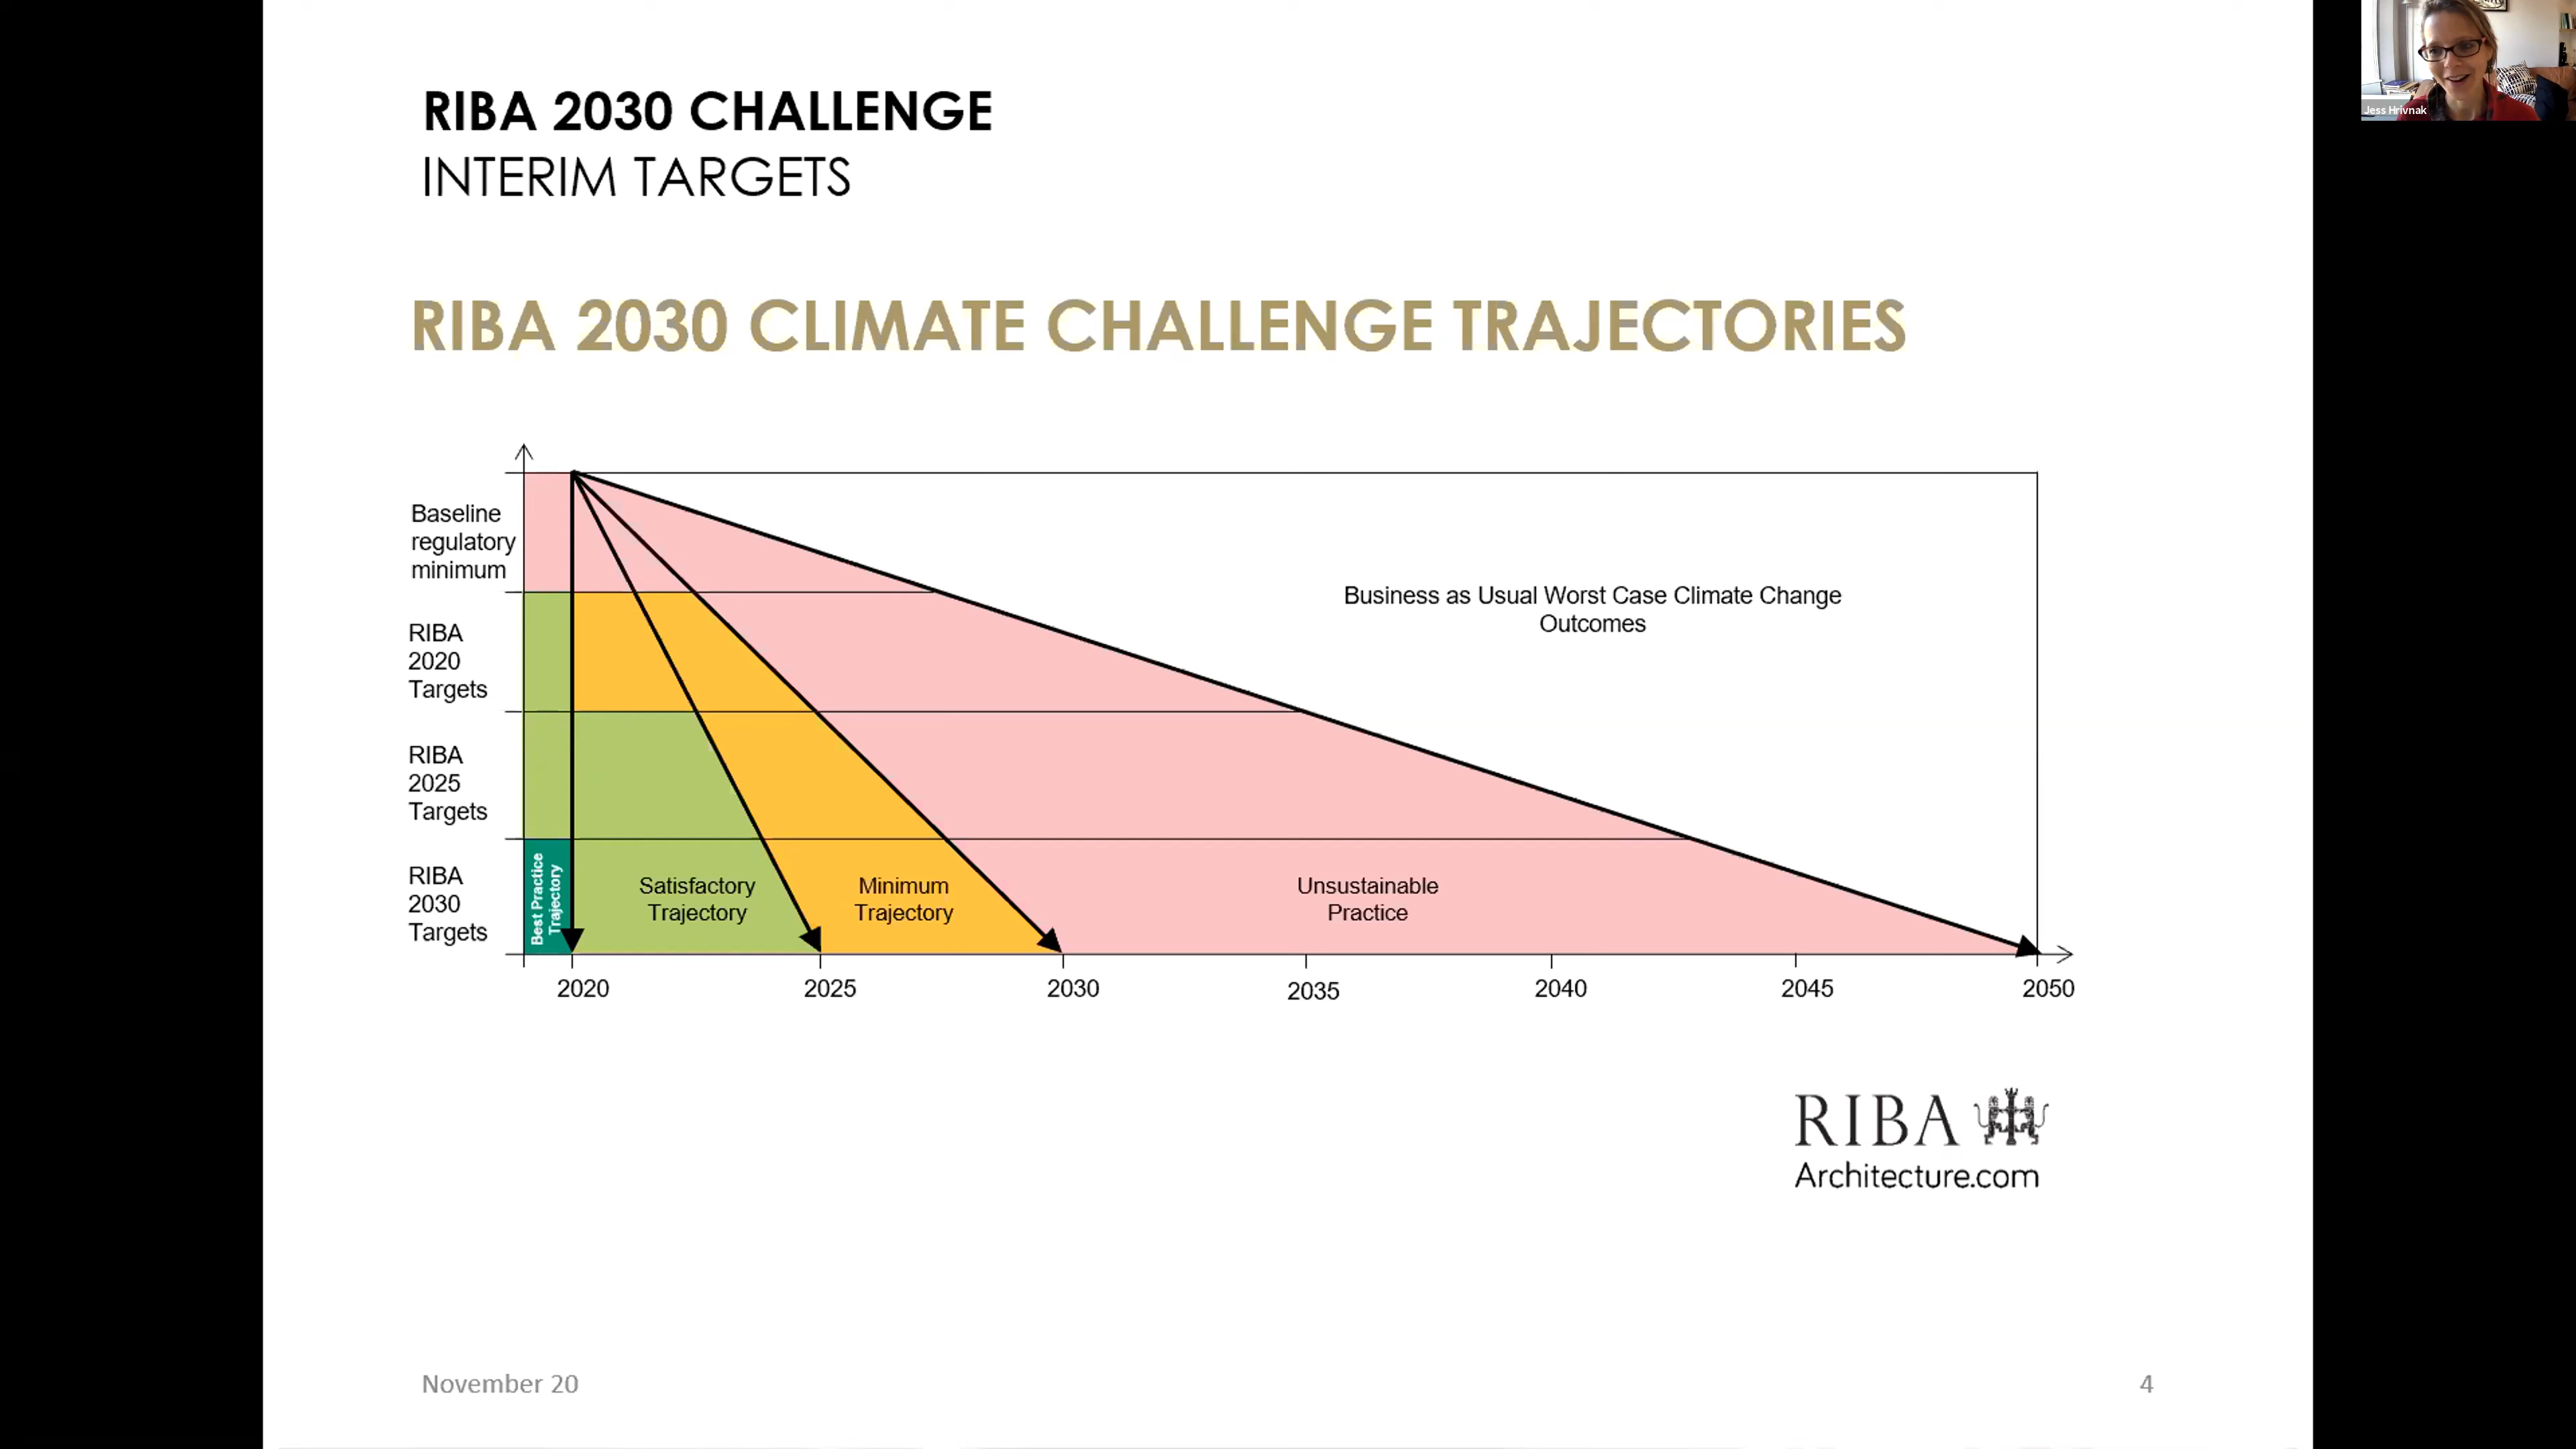 Jess Hrivnak
RIBA 2030 CHALLENGE
INTERIM TARGETS
RIBA 2030 CLIMATE CHALLENGE TRAJECTORIES
Baseline
regulatory
minimum
RIBA
2020
Targets
RIBA
2025
Targets
RIBA
2030
Targets
Business as Usual Worst Case Climate Change
Outcomes
Best Practice
Trajectory
Satisfactory
Trajectory
Minimum
Trajectory
Unsustainable
Practice
2020
2025
2030
2035
2040
2045
2050
RIBA
Architecture.com
November 20
4